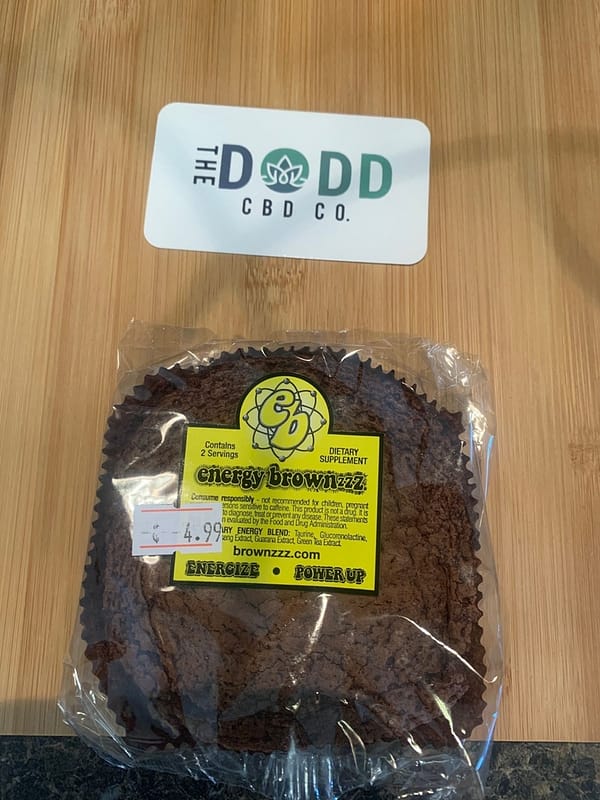 THE DODD
CBD CO.
eb
Contains
2 Servings
DIETARY
SUPPLEMENT
energy brownzzz
Consume responsibly - not recommended for children, pregnant
persons sensitive to caffeine. This product is not a drug. It is
to diagnose, treat or prevent any disease. These statements
evaluated by the Food and Drug Administration.
ENERGY BLEND: Taurine, Glucoronolactine,
Extract, Guarana Extract, Green Tea Extract.
-4.99
brownzzz.com
ENERGIZE • POWER UP